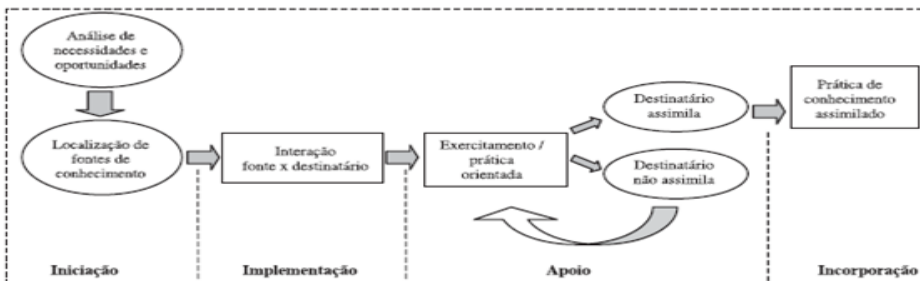 Análise de
necessidades e
oportunidades
Localização de
fontes de
conhecimento
Interação
fonte x destinatário
Exercitamento /
prática
orientada
Destinatário
assimila
Destinatário
não assimila
Prática de
conhecimento
assimilado
Iniciação
Implementação
Apoio
Incorporação